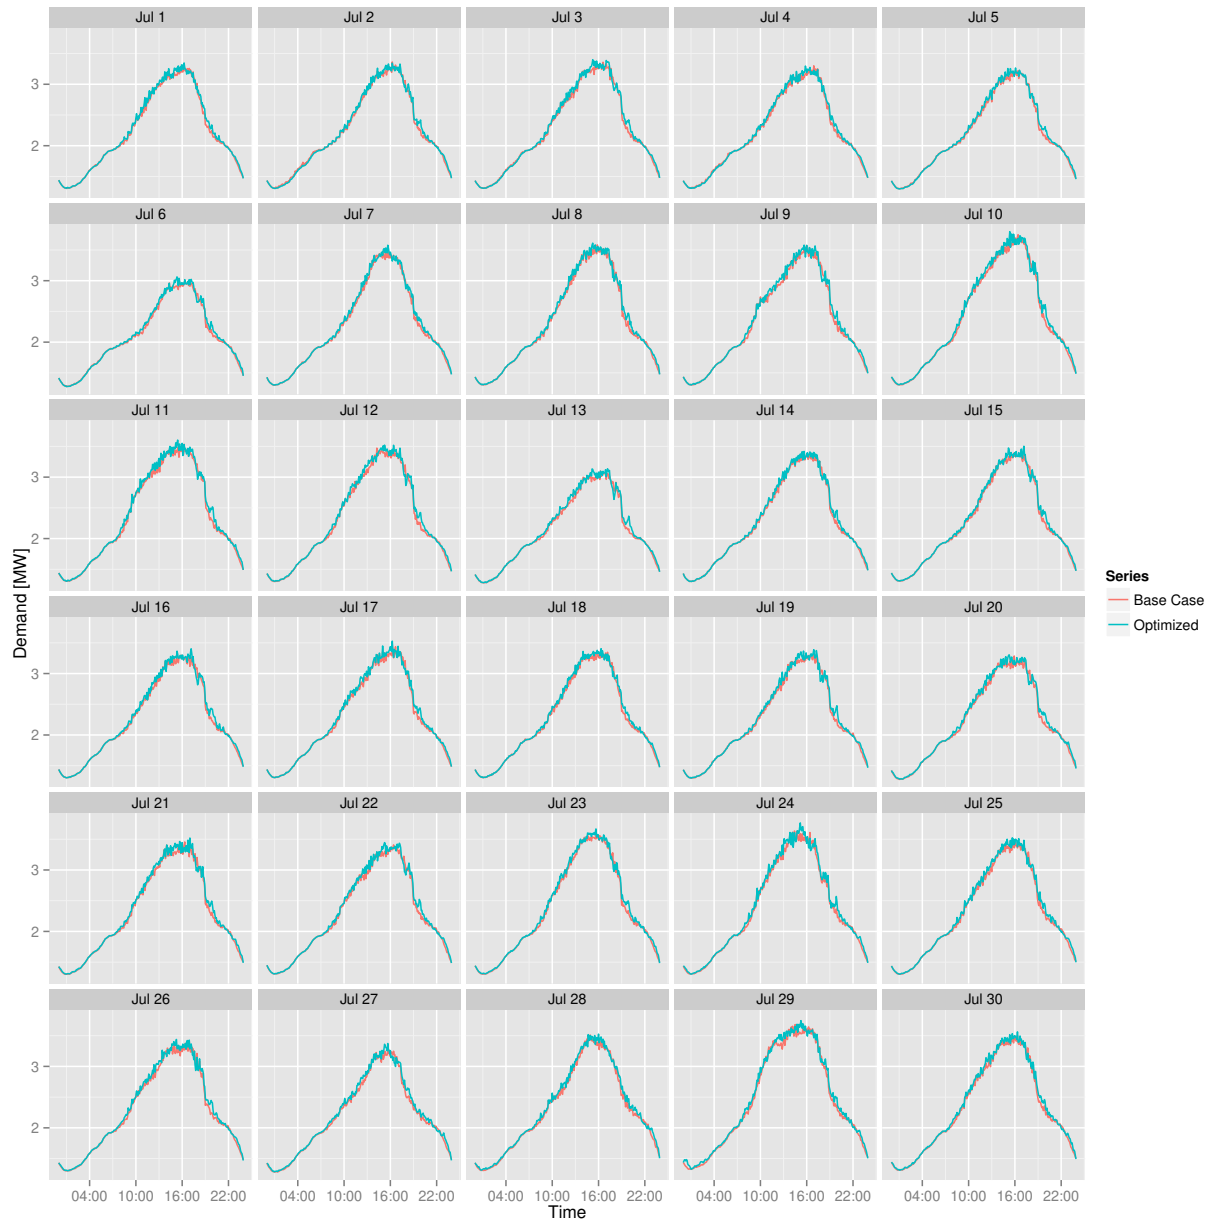 Jul 1 Jul 2 Jul 3 Jul 4 Jul 5
3
2
Jul 6 Jul 7 Jul 8 Jul 9 Jul 10
3
2
Jul 11 Jul 12 Jul 13 Jul 14 Jul 15
3
2
Jul 16 Jul 17 Jul 18 Jul 19 Jul 20
3
2
Jul 21 Jul 22 Jul 23 Jul 24 Jul 25
3
2
Jul 26 Jul 27 Jul 28 Jul 29 Jul 30
3
2
04:00 10:00 16:00 22:00 04:00 10:00 16:00 22:00 04:00 10:00 16:00 22:00 04:00 10:00 16:00 22:00 04:00 10:00 16:00 22:00
Time
Demand [MW]
Series
Base Case
Optimized